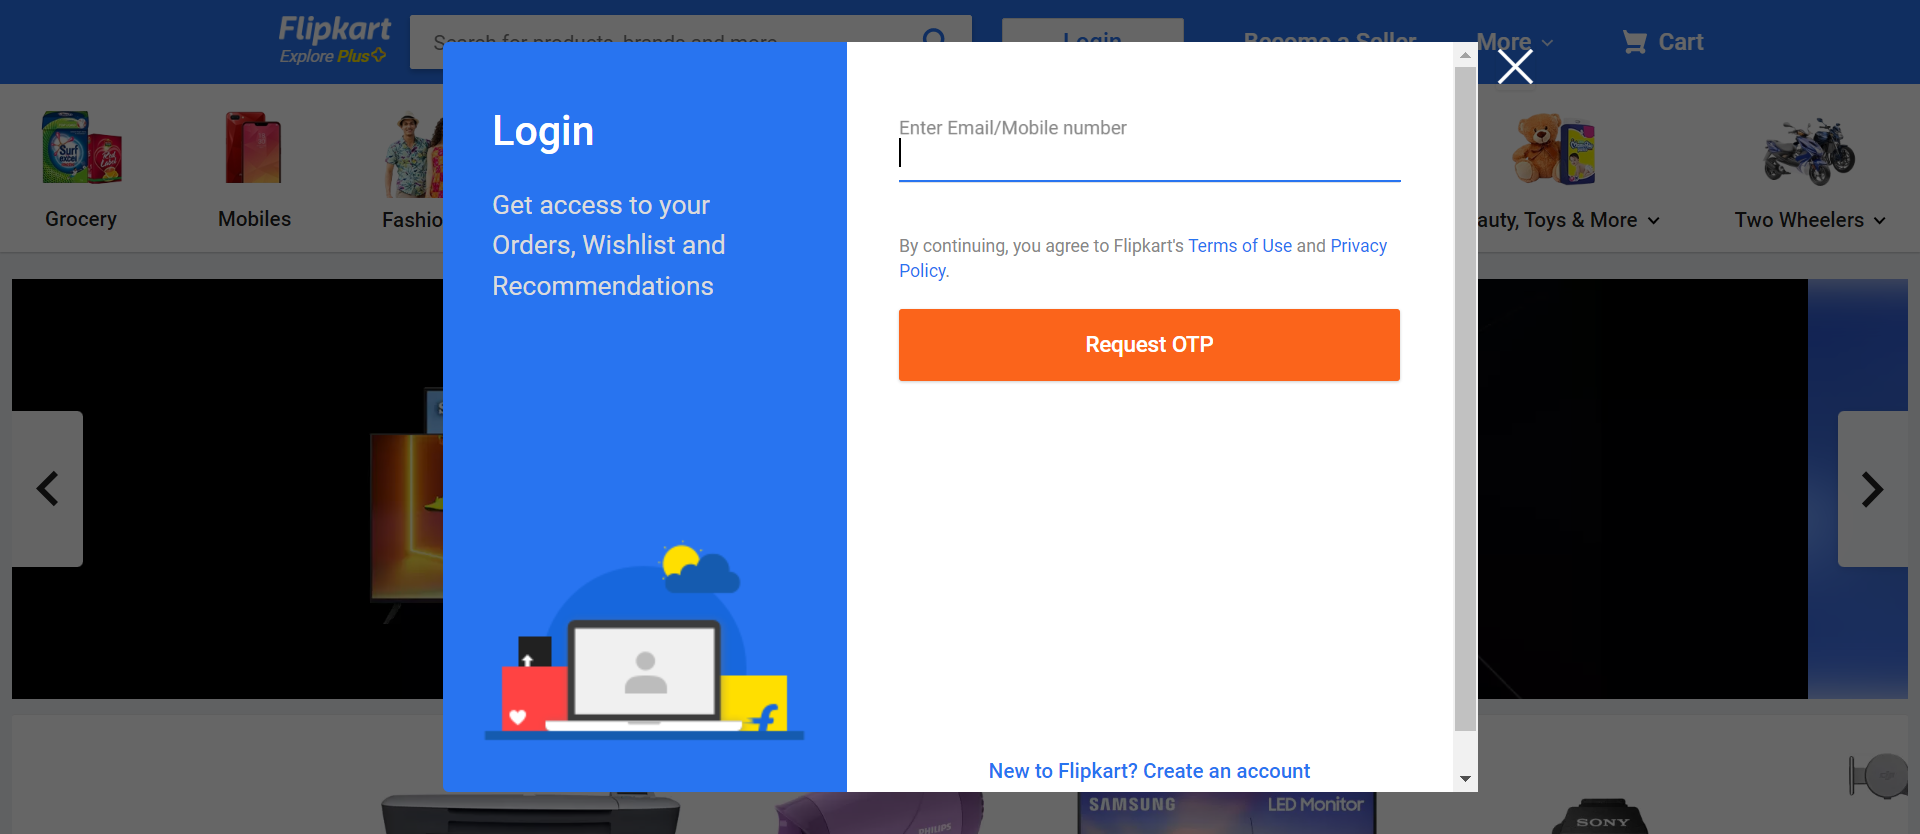 Flipkart
Explore Plus
Search for products, brands and more
Login
Become a Seller
More
Cart
Grocery
Mobiles
Fashio
auty, Toys & More
Two Wheelers
Login
Get access to your
Orders, Wishlist and
Recommendations
Enter Email/Mobile number
By continuing, you agree to Flipkart's Terms of Use and Privacy
Policy.
Request OTP
New to Flipkart? Create an account
Surf
excel
PHILIPS
SAMSUNG
LED Monitor
SONY